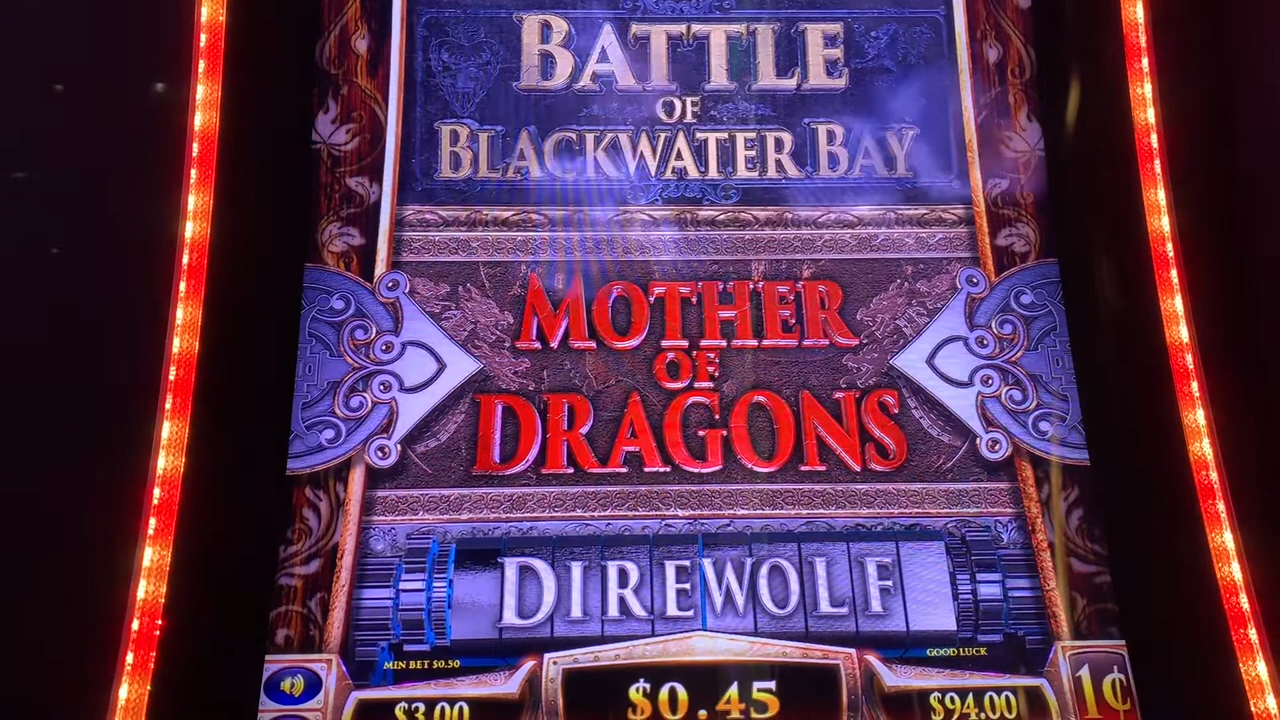 BATTLE
OF
BLACKWATER BAY
MOTHER
OF
DRAGONS
DIREWOLF
MIN BET $0.50
GOOD LUCK
$3.00
$0.45
$94.00
1¢